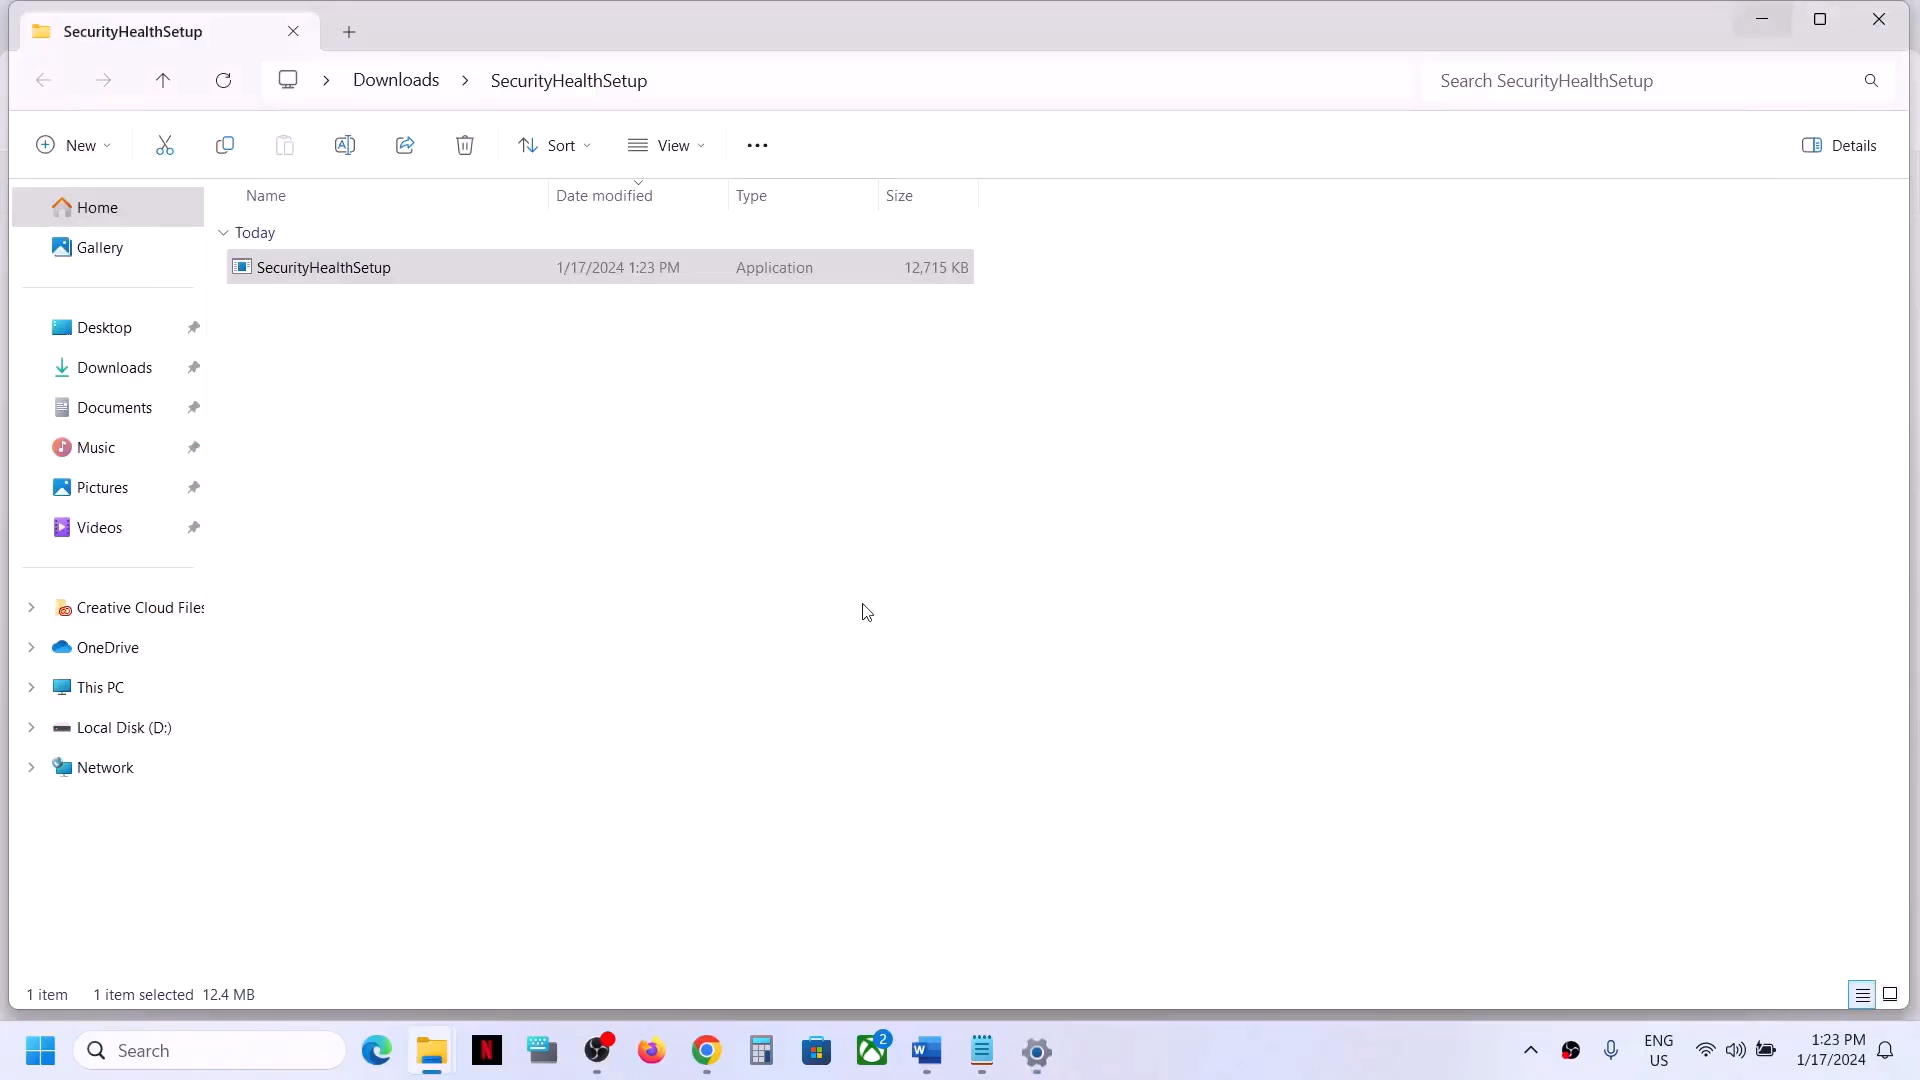 SecurityHealthSetup
Downloads
SecurityHealthSetup
Search SecurityHealthSetup
New
Sort
View
Details
Name
Date modified
Type
Size
Home
Gallery
Today
SecurityHealthSetup
1/17/2024 1:23 PM
Application
12,715 KB
Desktop
Downloads
Documents
Music
Pictures
Videos
Creative Cloud Files
OneDrive
This PC
Local Disk (D:)
Network
1 item
1 item selected 12.4 MB
Search
N
2
W
ENG
US
1:23 PM
1/17/2024